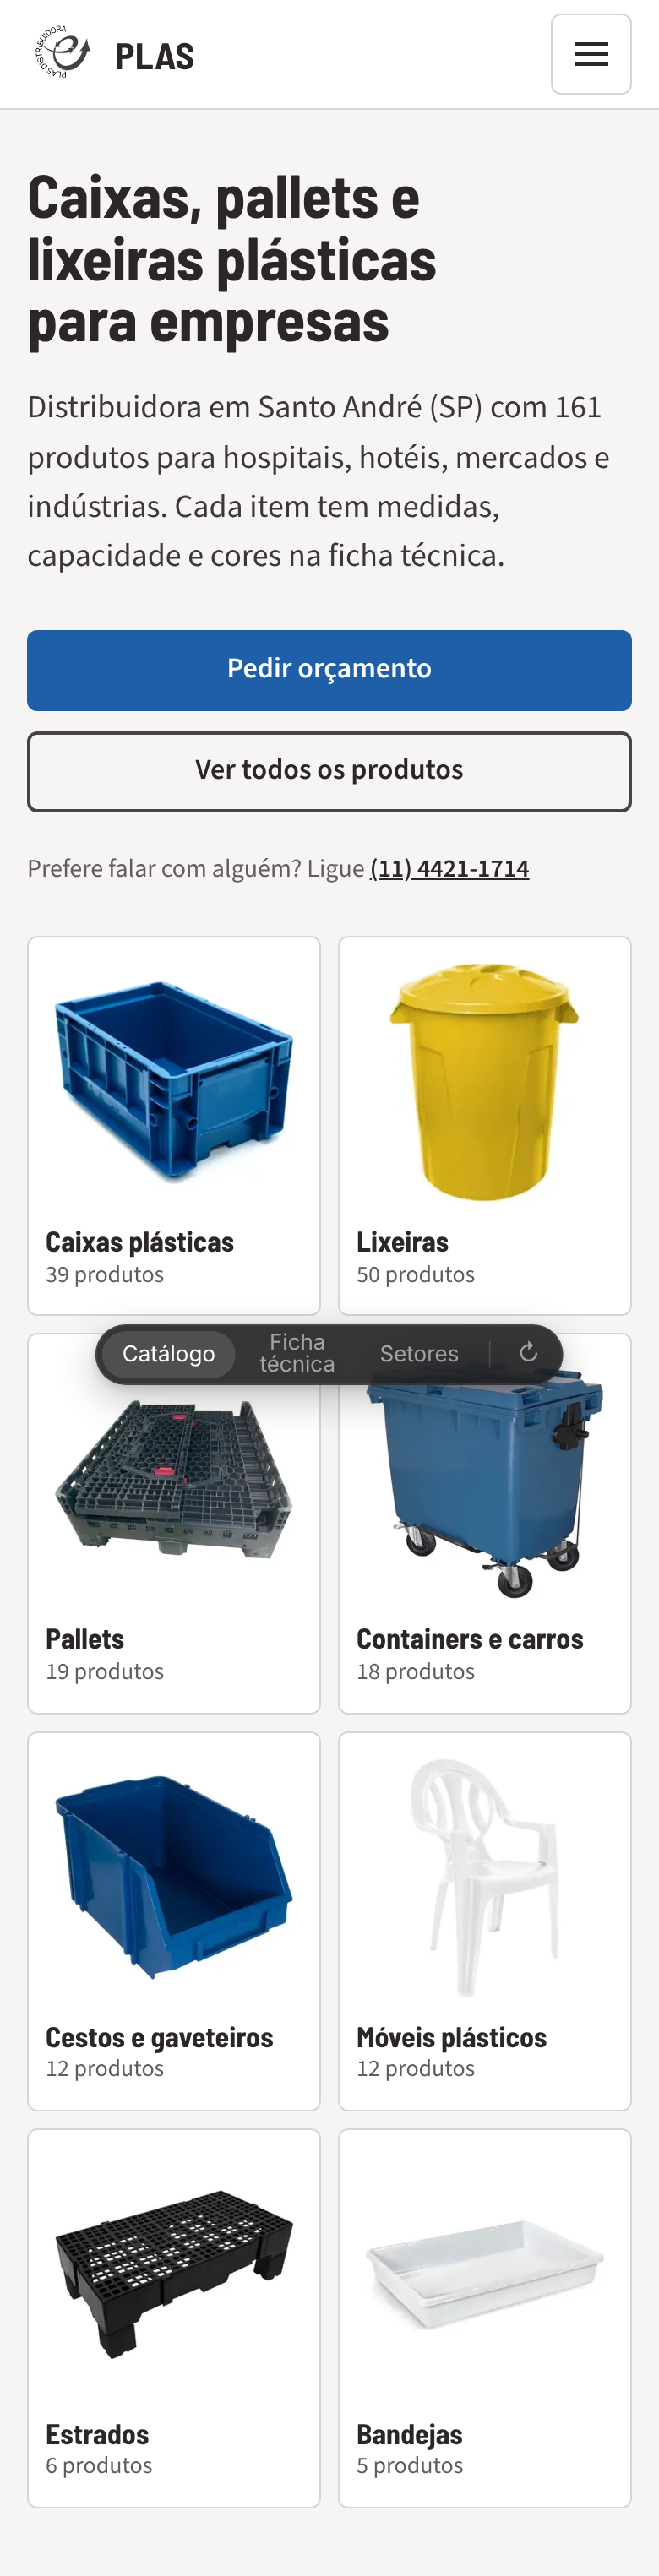 PLAS DISTRIBUIDORA
PLAS
Caixas, pallets e
lixeiras plásticas
para empresas
Distribuidora em Santo André (SP) com 161
produtos para hospitais, hotéis, mercados e
indústrias. Cada item tem medidas,
capacidade e cores na ficha técnica.
Pedir orçamento
Ver todos os produtos
Prefere falar com alguém? Ligue (11) 4421-1714
Caixas plásticas
39 produtos
Lixeiras
50 produtos
Catálogo
Ficha
técnica
Setores
Pallets
19 produtos
Containers e carros
18 produtos
Cestos e gaveteiros
12 produtos
Móveis plásticos
12 produtos
Estrados
6 produtos
Bandejas
5 produtos